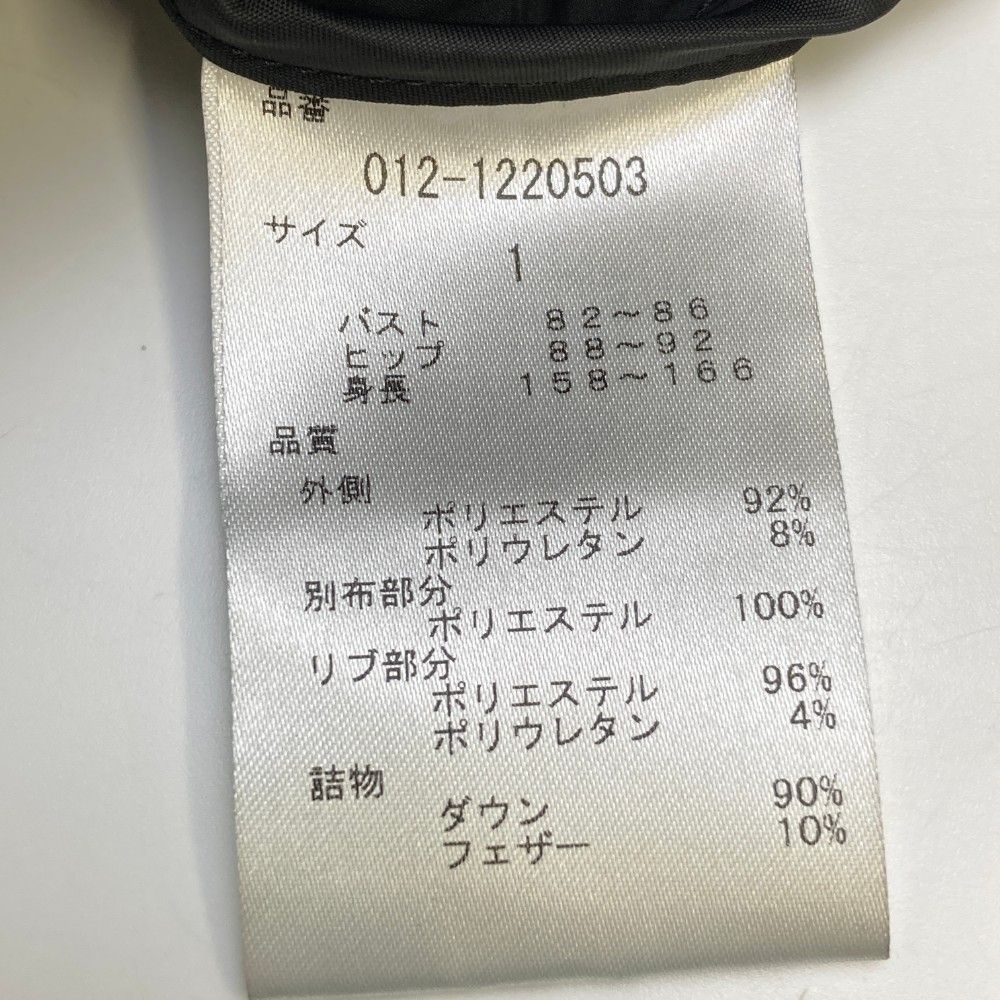 品番
012-1220503
サイズ
1
バスト 82〜86
ヒップ 88〜92
身長 158〜166
品質
外側
ポリエステル 92%
ポリウレタン 8%
別布部分
ポリエステル 100%
リブ部分
ポリエステル 96%
ポリウレタン 4%
詰物
ダウン 90%
フェザー 10%